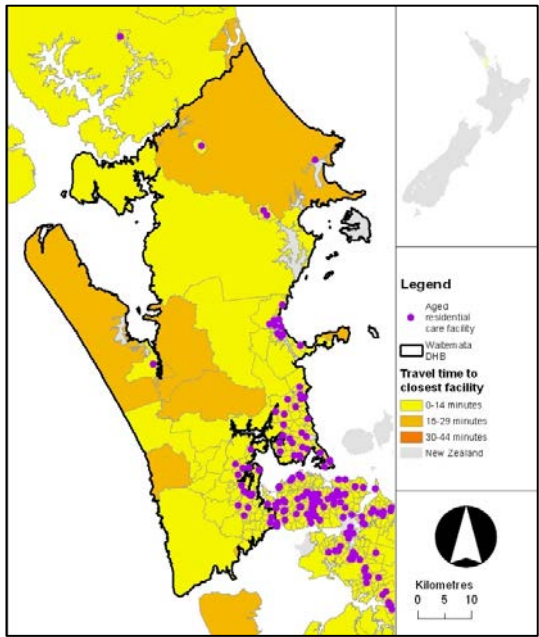 Legend
Aged
residential
care facility
Waitemata
DHB
Travel time to
closest facility
0-14 minutes
16-29 minutes
30-44 minutes
New Zealand
Kilometres
0 5 10